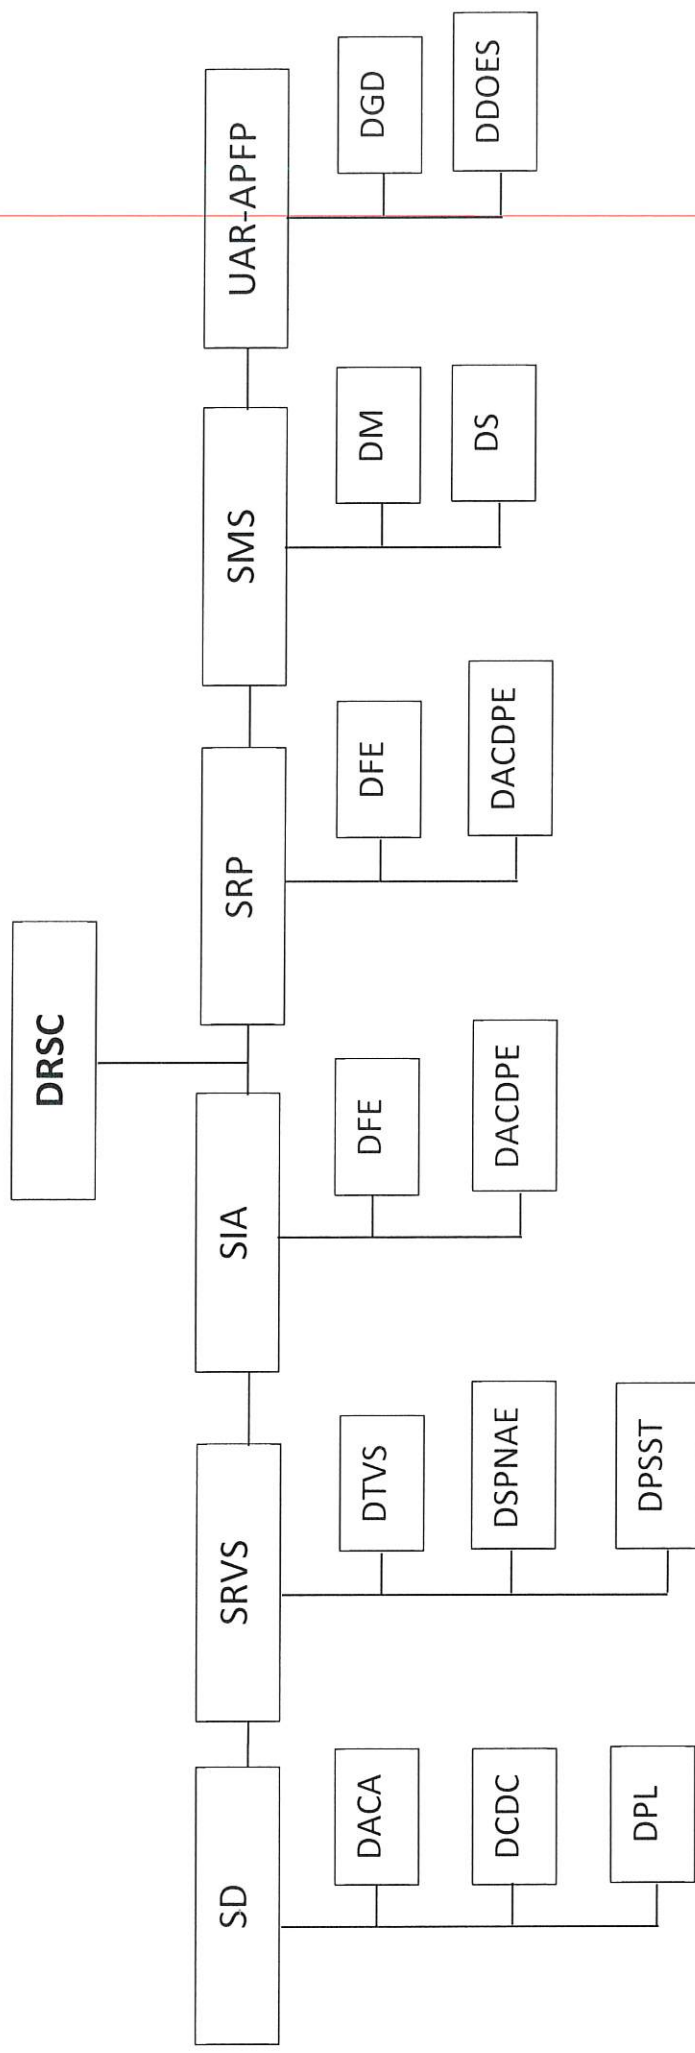 DRSC
SD
SRVS
SIA
SRP
SMS
UAR-APFP
DACA
DCDC
DPL
DTVS
DSPNAE
DPSST
DFE
DACDPE
DFE
DACDPE
DM
DS
DGD
DDOES